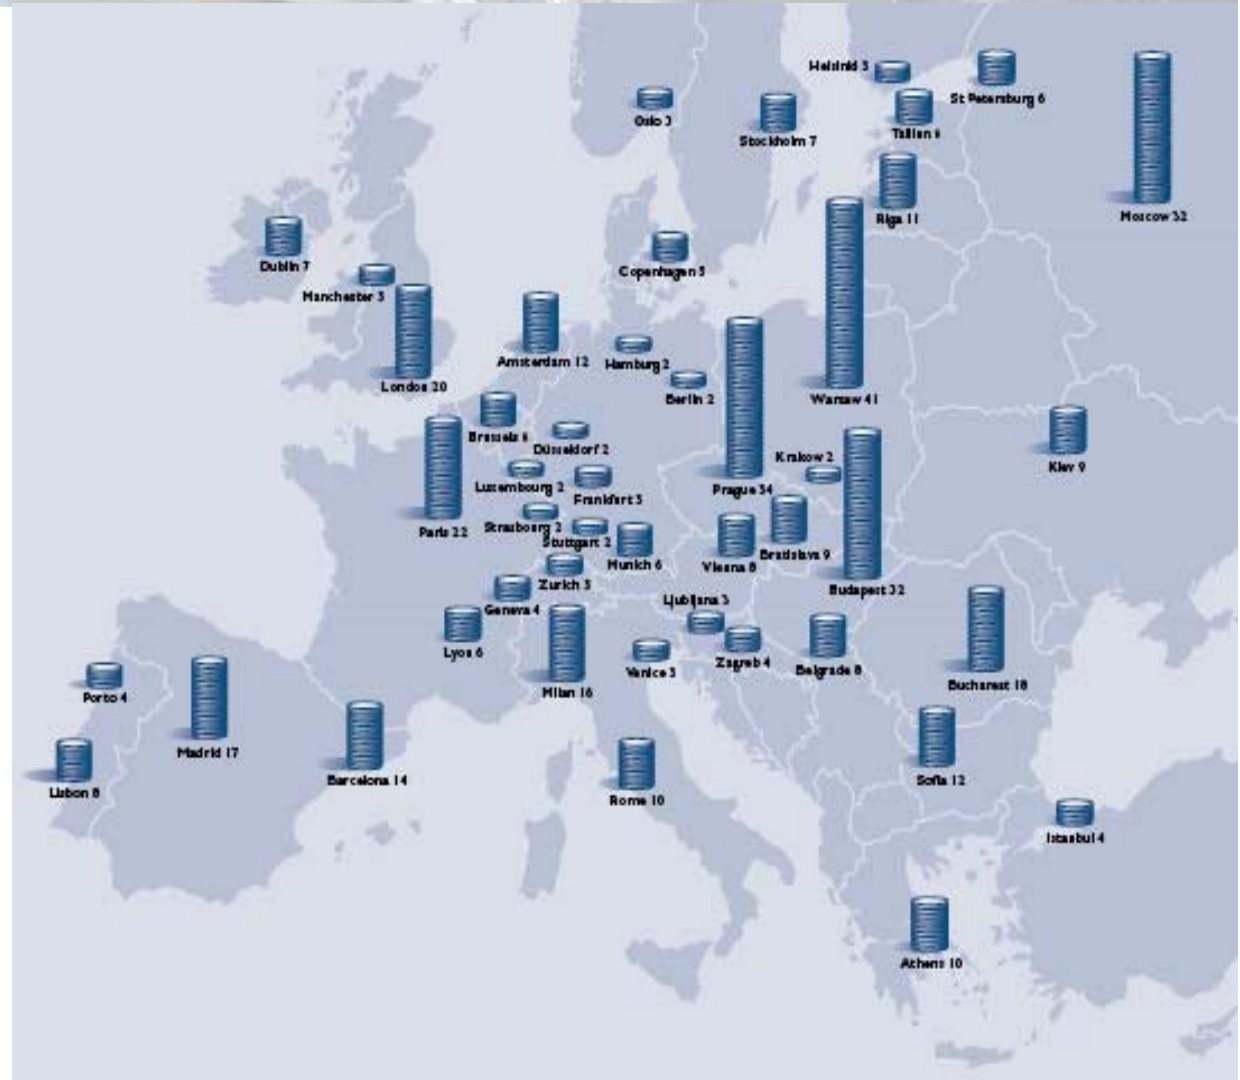 Helsinki 3
St Petersburg 6
Oslo 3
Tallinn 6
Stockholm 7
Riga 11
Moscow 32
Dublin 7
Copenhagen 5
Manchester 3
Amsterdam 12
Hamburg 2
London 20
Berlin 2
Warsaw 41
Brussels 6
Düsseldorf 2
Krakow 2
Kiev 9
Luxembourg 2
Frankfurt 3
Prague 34
Paris 22
Strasbourg 2
Stuttgart 2
Munich 6
Vienna 8
Bratislava 9
Zurich 3
Budapest 32
Geneva 4
Ljubljana 3
Lyon 6
Venice 3
Zagreb 4
Belgrade 8
Milan 16
Bucharest 18
Porto 4
Madrid 17
Barcelona 14
Sofia 12
Lisbon 8
Rome 10
Istanbul 4
Athens 10